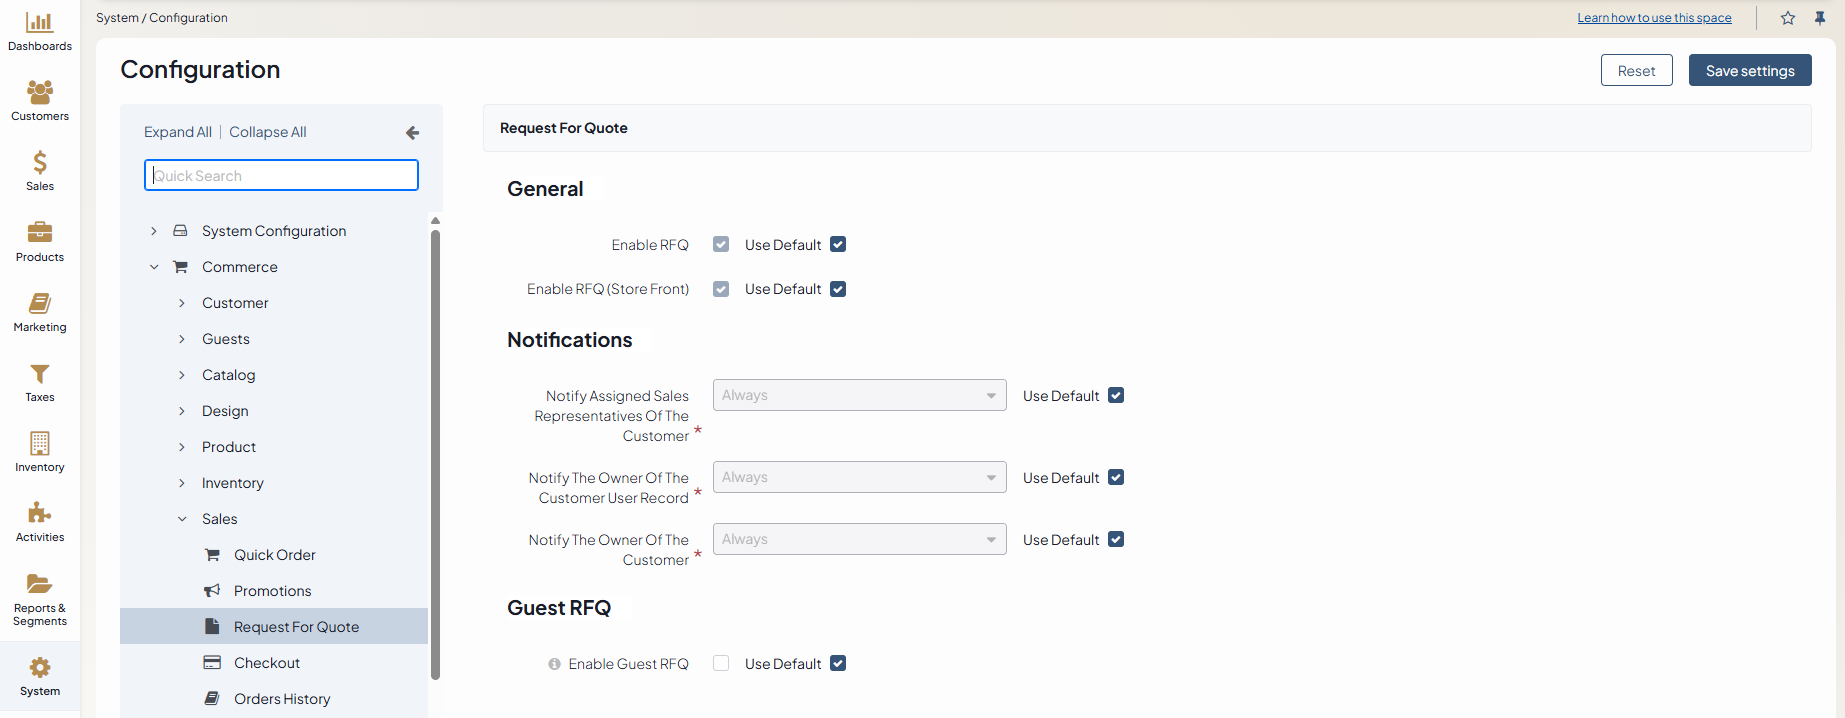 System / Configuration
Learn how to use this space
Dashboards
Customers
Sales
Products
Marketing
Taxes
Inventory
Activities
Reports &
Segments
System
Configuration
Reset
Save settings
Expand All | Collapse All
Quick Search
System Configuration
Commerce
Customer
Guests
Catalog
Design
Product
Inventory
Sales
Quick Order
Promotions
Request For Quote
Checkout
Orders History
Request For Quote
General
Enable RFQ Use Default
Enable RFQ (Store Front) Use Default
Notifications
Notify Assigned Sales
Representatives Of The
Customer *
Always
Use Default
Notify The Owner Of The
Customer User Record *
Always
Use Default
Notify The Owner Of The
Customer *
Always
Use Default
Guest RFQ
Enable Guest RFQ Use Default